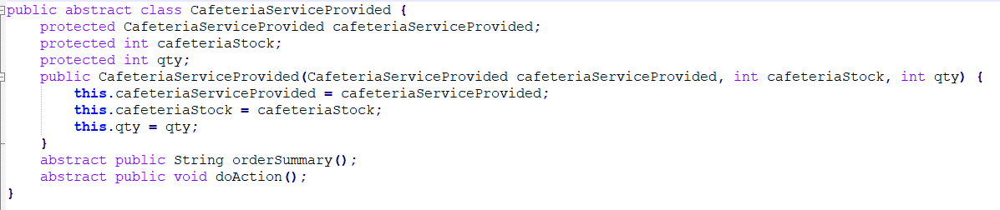 public abstract class CafeteriaServiceProvided {
    protected CafeteriaServiceProvided cafeteriaServiceProvided;
    protected int cafeteriaStock;
    protected int qty;
    public CafeteriaServiceProvided(CafeteriaServiceProvided cafeteriaServiceProvided, int cafeteriaStock, int qty) {
        this.cafeteriaServiceProvided = cafeteriaServiceProvided;
        this.cafeteriaStock = cafeteriaStock;
        this.qty = qty;
    }
    abstract public String orderSummary();
    abstract public void doAction();
}